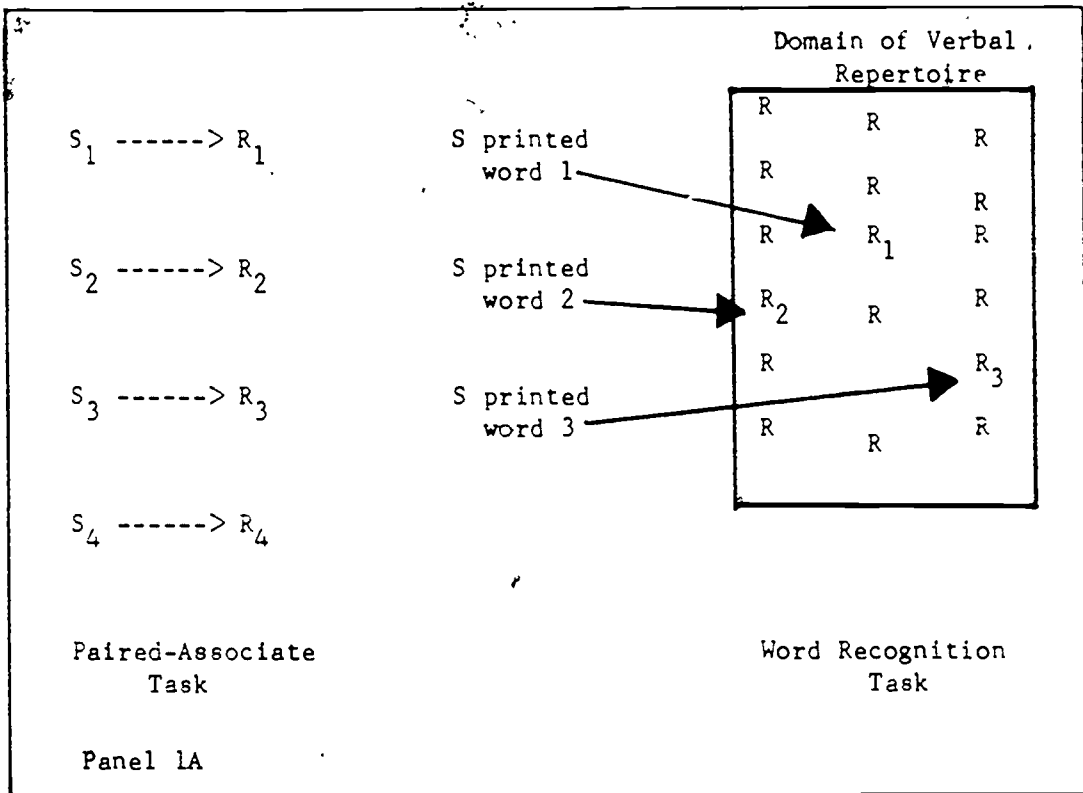 Domain of Verbal
Repertoire
S₁ ------> R₁
S₂ ------> R₂
S₃ ------> R₃
S₄ ------> R₄
Paired-Associate
Task
S printed
word 1
S printed
word 2
S printed
word 3
R R R
R R R
R R₁ R
R₂ R R
R R₃
R R R
Word Recognition
Task
Panel 1A